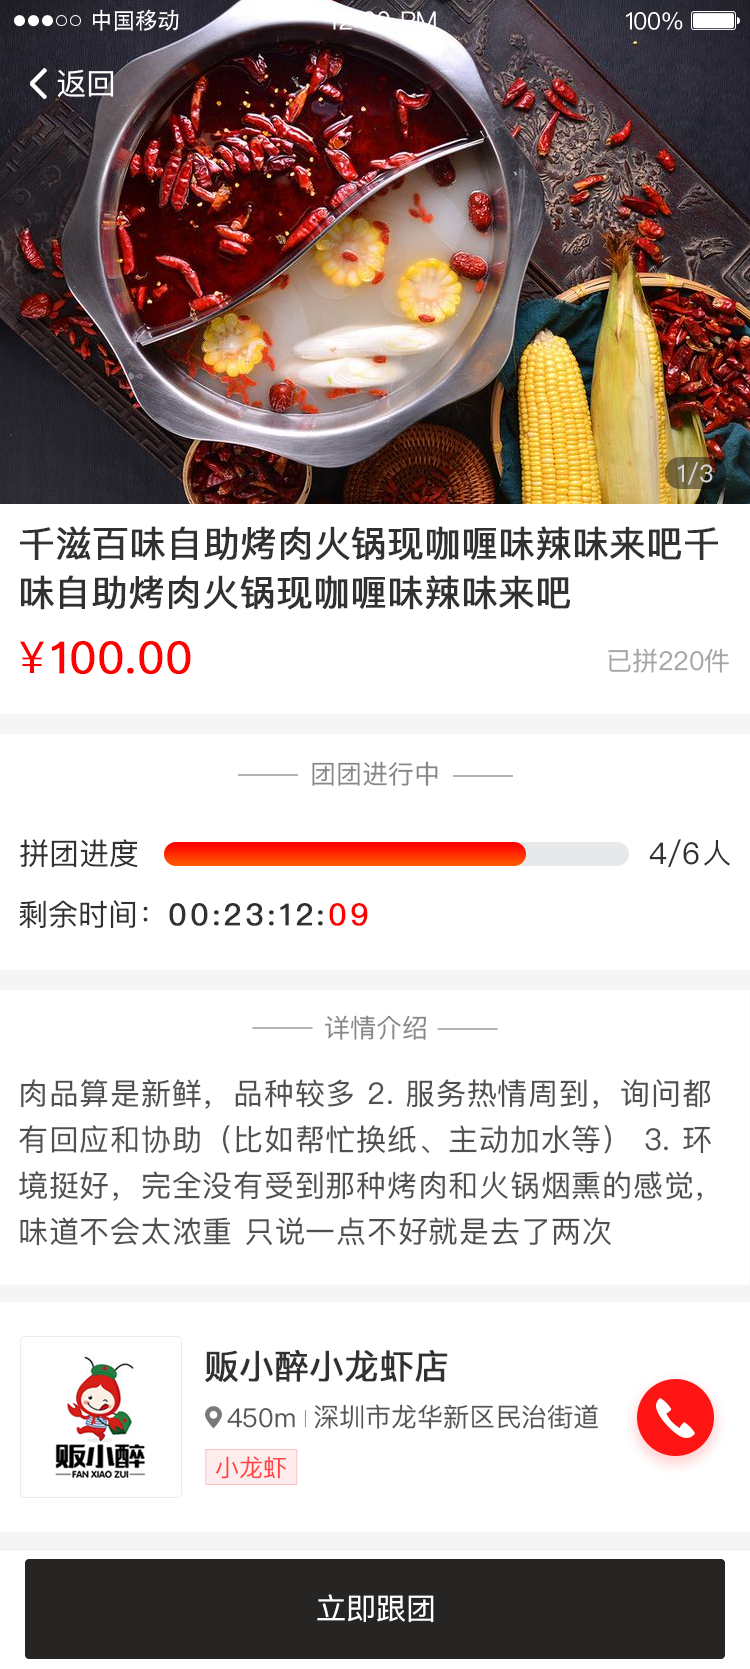 中国移动
100%
返回
1/3
千滋百味自助烤肉火锅现咖喱味辣味来吧千
味自助烤肉火锅现咖喱味辣味来吧
¥100.00
已拼220件
团团进行中
拼团进度
4/6人
剩余时间：00:23:12:09
详情介绍
肉品算是新鲜，品种较多 2. 服务热情周到，询问都
有回应和协助（比如帮忙换纸、主动加水等） 3. 环
境挺好，完全没有受到那种烤肉和火锅烟熏的感觉，
味道不会太浓重 只说一点不好就是去了两次
贩小醉
FAN XIAO ZUI
贩小醉小龙虾店
450m 深圳市龙华新区民治街道
小龙虾
立即跟团